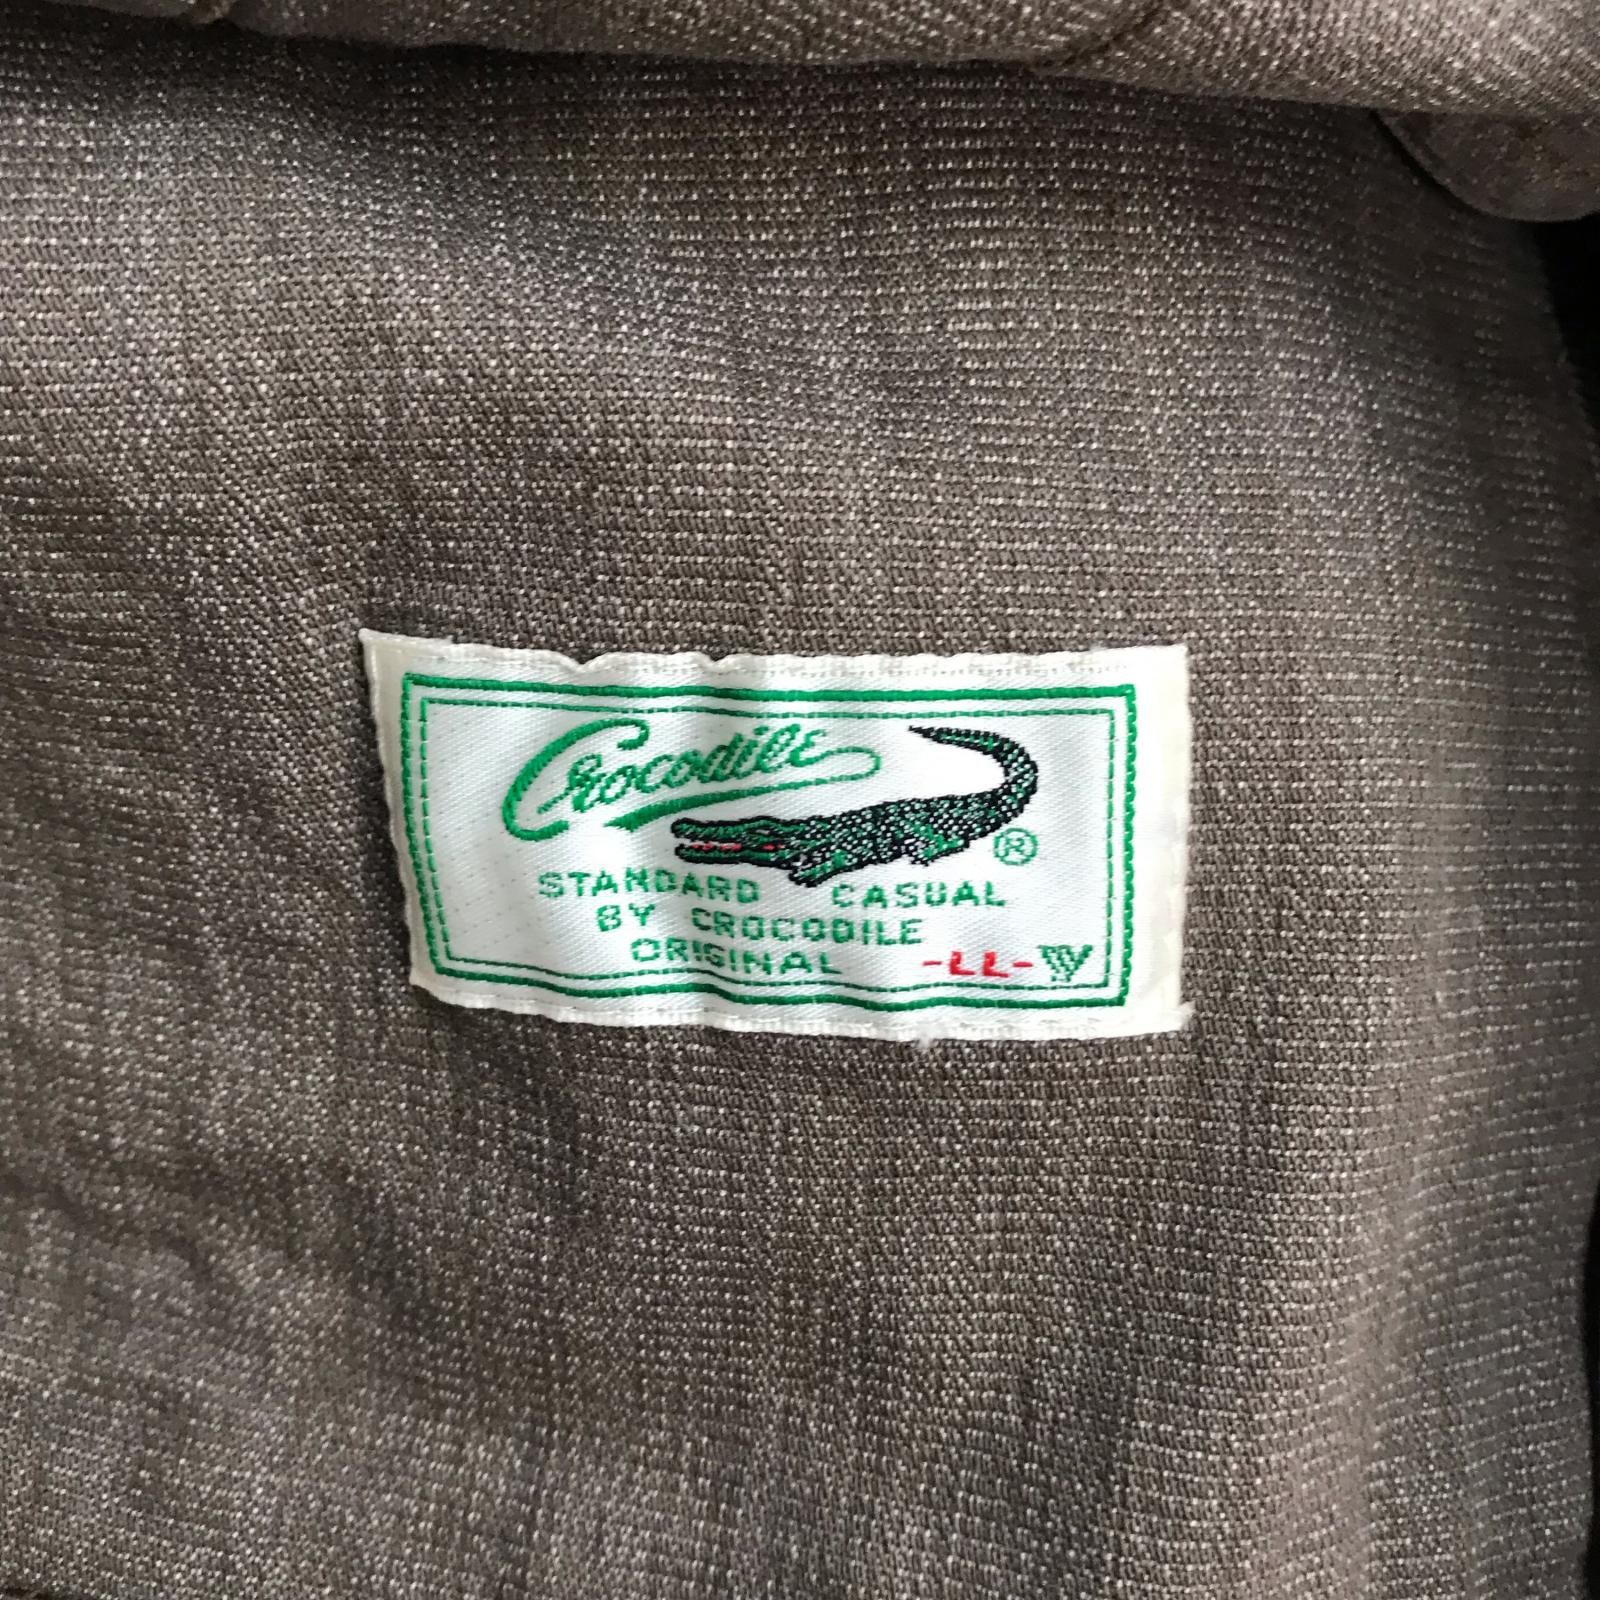 Crocodile
®
STANDARD CASUAL
BY CROCODILE
ORIGINAL -LL-